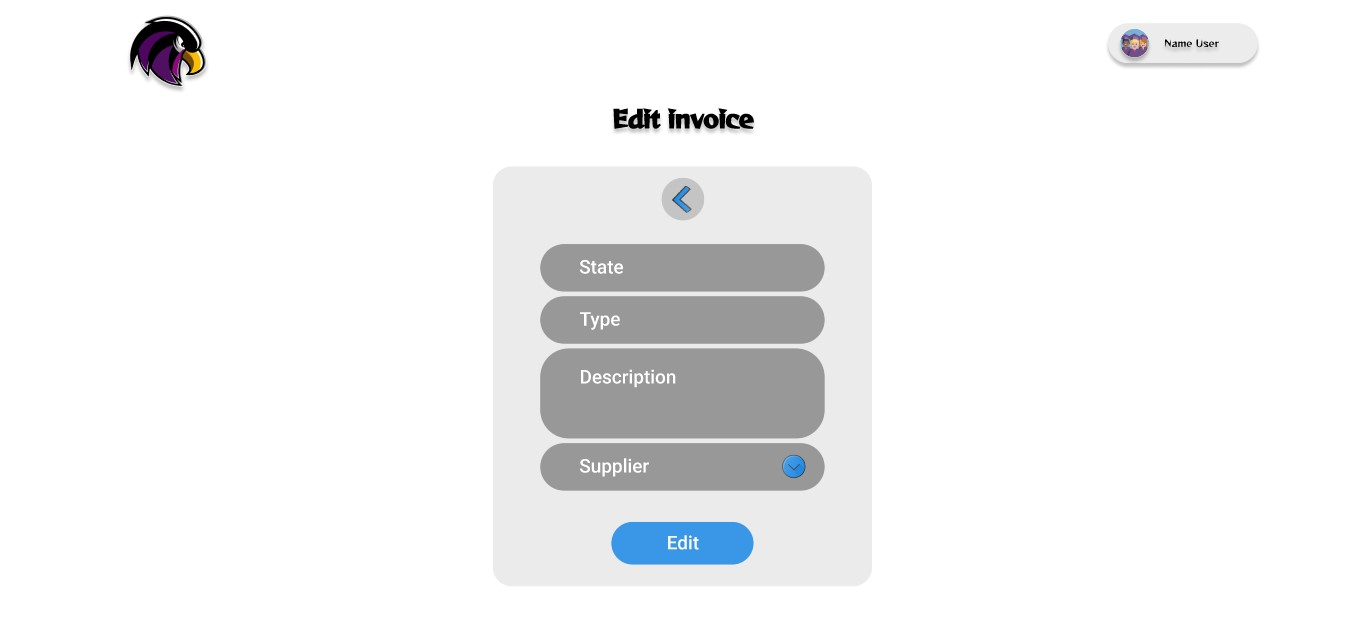 Name User
Edit invoice
State
Type
Description
Supplier
Edit